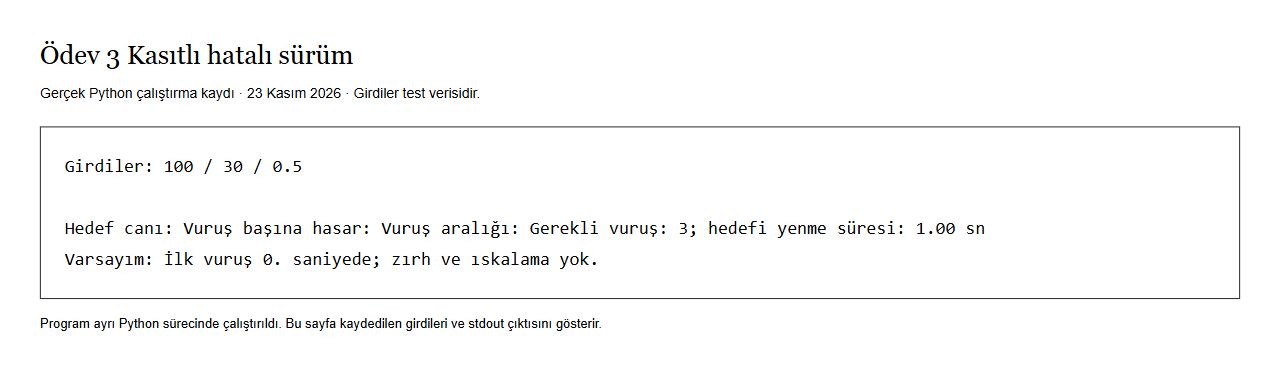 Ödev 3 Kasıtlı hatalı sürüm
Gerçek Python çalıştırma kaydı · 23 Kasım 2026 · Girdiler test verisidir.
Girdiler: 100 / 30 / 0.5
Hedef canı: Vuruş başına hasar: Vuruş aralığı: Gerekli vuruş: 3; hedefi yenme süresi: 1.00 sn
Varsayım: İlk vuruş 0. saniyede; zırh ve ıskalama yok.
Program ayrı Python sürecinde çalıştırıldı. Bu sayfa kaydedilen girdileri ve stdout çıktısını gösterir.